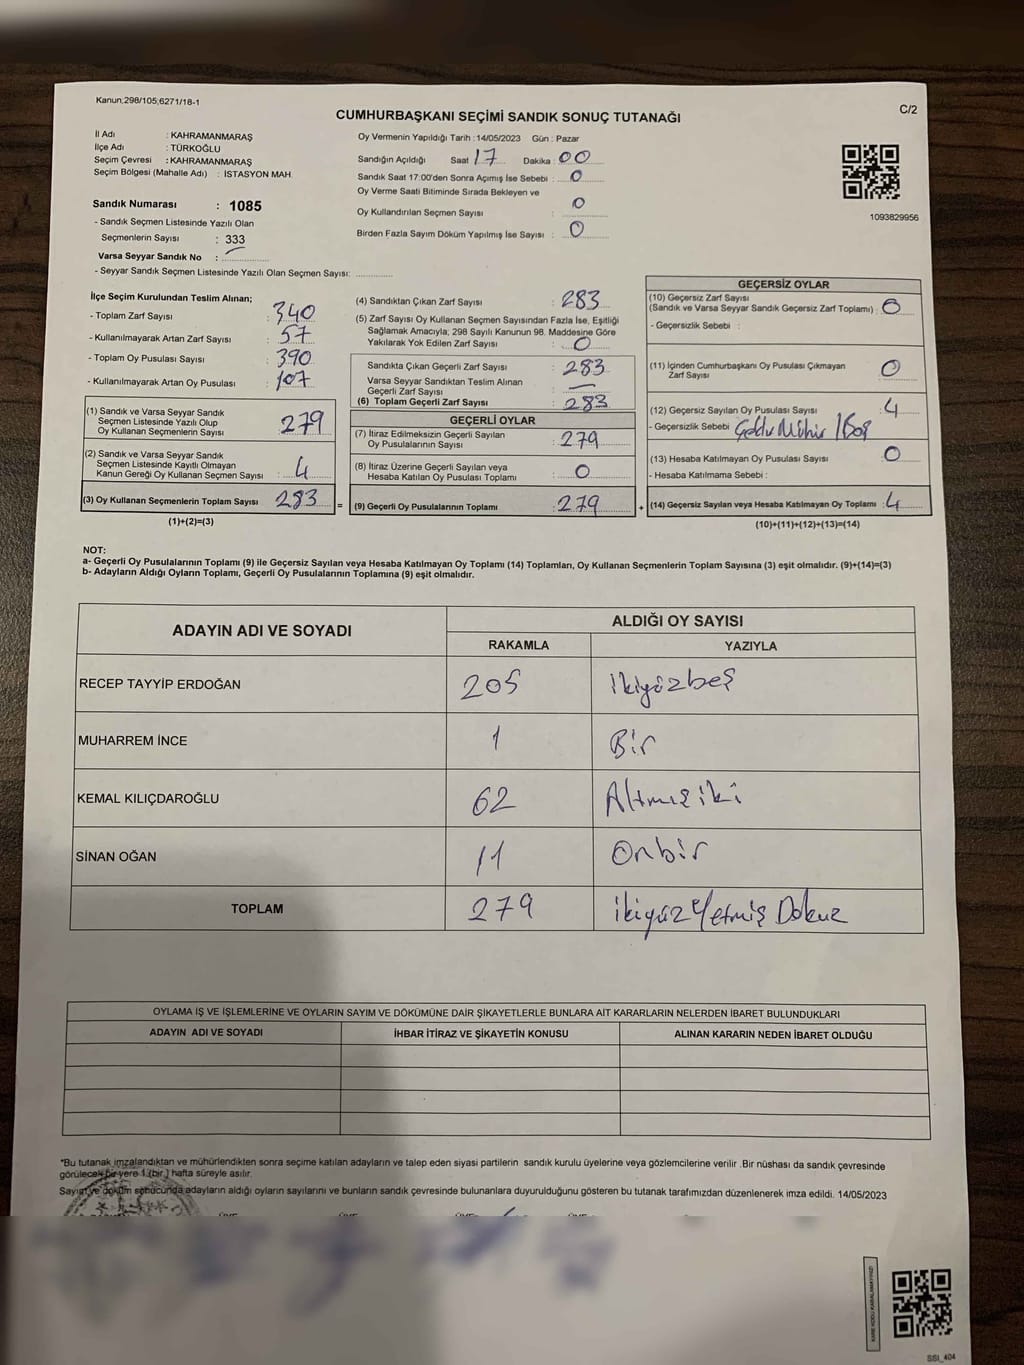 Kanun;298/105,6271/18-1
C/2
CUMHURBAŞKANI SEÇİMİ SANDIK SONUÇ TUTANAĞI
İl Adı : KAHRAMANMARAŞ
İlçe Adı : TÜRKOĞLU
Seçim Çevresi : KAHRAMANMARAŞ
Seçim Bölgesi (Mahalle Adı) : İSTASYON MAH.
Sandık Numarası : 1085
- Sandık Seçmen Listesinde Yazılı Olan
Seçmenlerin Sayısı : 333
Varsa Seyyar Sandık No :
- Seyyar Sandık Seçmen Listesinde Yazılı Olan Seçmen Sayısı:
Oy Vermenin Yapıldığı Tarih : 14/05/2023 Gün : Pazar
Sandığın Açıldığı Saat 17 Dakika : 00
Sandık Saat 17:00'den Sonra Açımış İse Sebebi : 0
Oy Verme Saati Bitiminde Sırada Bekleyen ve
Oy Kullandırılan Seçmen Sayısı : 0
Birden Fazla Sayım Döküm Yapılmış İse Sayısı : 0
1093829956
İlçe Seçim Kurulundan Teslim Alınan;
- Toplam Zarf Sayısı : 340
- Kullanılmayarak Artan Zarf Sayısı : 57
- Toplam Oy Pusulası Sayısı : 390
- Kullanılmayarak Artan Oy Pusulası : 107
(1) Sandık ve Varsa Seyyar Sandık
Seçmen Listesinde Yazılı Olup
Oy Kullanan Seçmenlerin Sayısı : 279
(2) Sandık ve Varsa Seyyar Sandık
Seçmen Listesinde Kayıtlı Olmayan
Kanun Gereği Oy Kullanan Seçmen Sayısı : 4
(3) Oy Kullanan Seçmenlerin Toplam Sayısı : 283 =
(1)+(2)=(3)
(4) Sandıktan Çıkan Zarf Sayısı : 283
(5) Zarf Sayısı Oy Kullanan Seçmen Sayısından Fazla İse, Eşitliği
Sağlamak Amacıyla; 298 Sayılı Kanunun 98. Maddesine Göre
Yakılarak Yok Edilen Zarf Sayısı : 0
Sandıkta Çıkan Geçerli Zarf Sayısı : 283
Varsa Seyyar Sandıktan Teslim Alınan
Geçerli Zarf Sayısı : —
(6) Toplam Geçerli Zarf Sayısı : 283
GEÇERLİ OYLAR
(7) İtiraz Edilmeksizin Geçerli Sayılan
Oy Pusulalarının Sayısı : 279
(8) İtiraz Üzerine Geçerli Sayılan veya
Hesaba Katılan Oy Pusulası Toplamı : 0
(9) Geçerli Oy Pusulalarının Toplamı : 279 +
GEÇERSİZ OYLAR
(10) Geçersiz Zarf Sayısı
(Sandık ve Varsa Seyyar Sandık Geçersiz Zarf Toplamı) : 0
- Geçersizlik Sebebi :
(11) İçinden Cumhurbaşkanı Oy Pusulası Çıkmayan
Zarf Sayısı : 0
(12) Geçersiz Sayılan Oy Pusulası Sayısı : 4
- Geçersizlik Sebebi Çoklu Mühür / Boş
(13) Hesaba Katılmayan Oy Pusulası Sayısı : 0
- Hesaba Katılmama Sebebi :
(14) Geçersiz Sayılan veya Hesaba Katılmayan Oy Toplamı : 4
(10)+(11)+(12)+(13)=(14)
NOT:
a- Geçerli Oy Pusulalarının Toplamı (9) ile Geçersiz Sayılan veya Hesaba Katılmayan Oy Toplamı (14) Toplamları, Oy Kullanan Seçmenlerin Toplam Sayısına (3) eşit olmalıdır. (9)+(14)=(3)
b- Adayların Aldığı Oyların Toplamı, Geçerli Oy Pusulalarının Toplamına (9) eşit olmalıdır.
ADAYIN ADI VE SOYADI
ALDIĞI OY SAYISI
RAKAMLA YAZIYLA
RECEP TAYYİP ERDOĞAN 205 ikiyüzbeş
MUHARREM İNCE 1 Bir
KEMAL KILIÇDAROĞLU 62 Altmış iki
SİNAN OĞAN 11 Onbir
TOPLAM 279 ikiyüz Yetmiş Dokuz
OYLAMA İŞ VE İŞLEMLERİNE VE OYLARIN SAYIM VE DÖKÜMÜNE DAİR ŞİKAYETLERLE BUNLARA AİT KARARLARIN NELERDEN İBARET BULUNDUKLARI
ADAYIN ADI VE SOYADI İHBAR İTİRAZ VE ŞİKAYETİN KONUSU ALINAN KARARIN NEDEN İBARET OLDUĞU
*Bu tutanak imzalandıktan ve mühürlendikten sonra seçime katılan adayların ve talep eden siyasi partilerin sandık kurulu üyelerine veya gözlemcilerine verilir .Bir nüshası da sandık çevresinde
görülecek bir yere 1 (bir ) hafta süreyle asılır.
Sayım ve döküm sonucunda adayların aldığı oyların sayılarını ve bunların sandık çevresinde bulunanlara duyurulduğunu gösteren bu tutanak tarafımızdan düzenlenerek imza edildi. 14/05/2023
KARE KODU KARALAMAYINIZ!
SSI_404